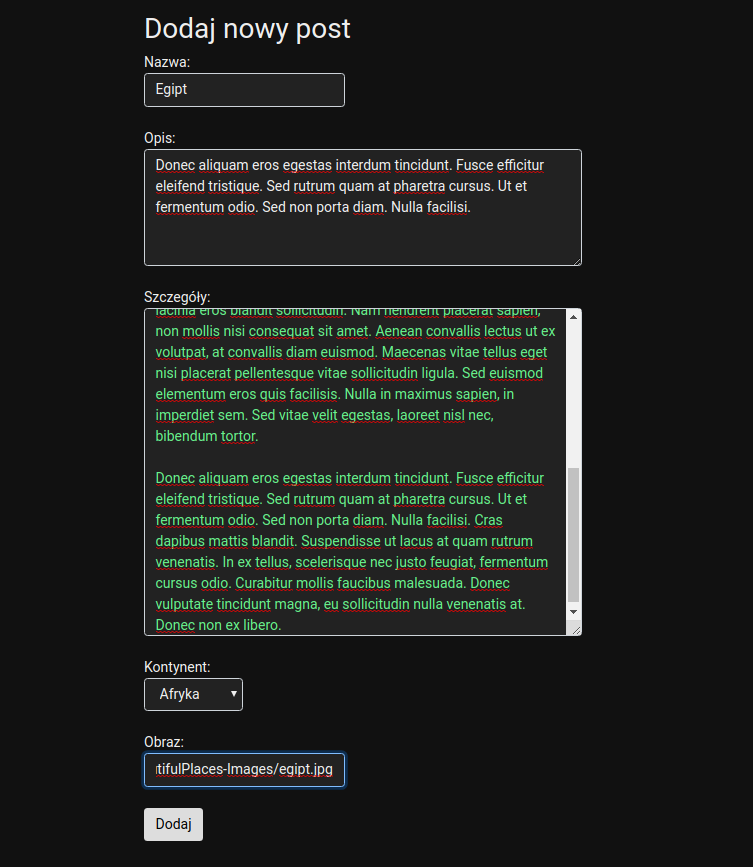 Dodaj nowy post
Nazwa:
Egipt
Opis:
Donec aliquam eros egestas interdum tincidunt. Fusce efficitur
eleifend tristique. Sed rutrum quam at pharetra cursus. Ut et
fermentum odio. Sed non porta diam. Nulla facilisi.
Szczegóły:
lacinia eros blandit sollicitudin. Nam hendrerit placerat sapien,
non mollis nisi consequat sit amet. Aenean convallis lectus ut ex
volutpat, at convallis diam euismod. Maecenas vitae tellus eget
nisi placerat pellentesque vitae sollicitudin ligula. Sed euismod
elementum eros quis facilisis. Nulla in maximus sapien, in
imperdiet sem. Sed vitae velit egestas, laoreet nisl nec,
bibendum tortor.
Donec aliquam eros egestas interdum tincidunt. Fusce efficitur
eleifend tristique. Sed rutrum quam at pharetra cursus. Ut et
fermentum odio. Sed non porta diam. Nulla facilisi. Cras
dapibus mattis blandit. Suspendisse ut lacus at quam rutrum
venenatis. In ex tellus, scelerisque nec justo feugiat, fermentum
cursus odio. Curabitur mollis faucibus malesuada. Donec
vulputate tincidunt magna, eu sollicitudin nulla venenatis at.
Donec non ex libero.
Kontynent:
Afryka
Obraz:
tifulPlaces-Images/egipt.jpg
Dodaj